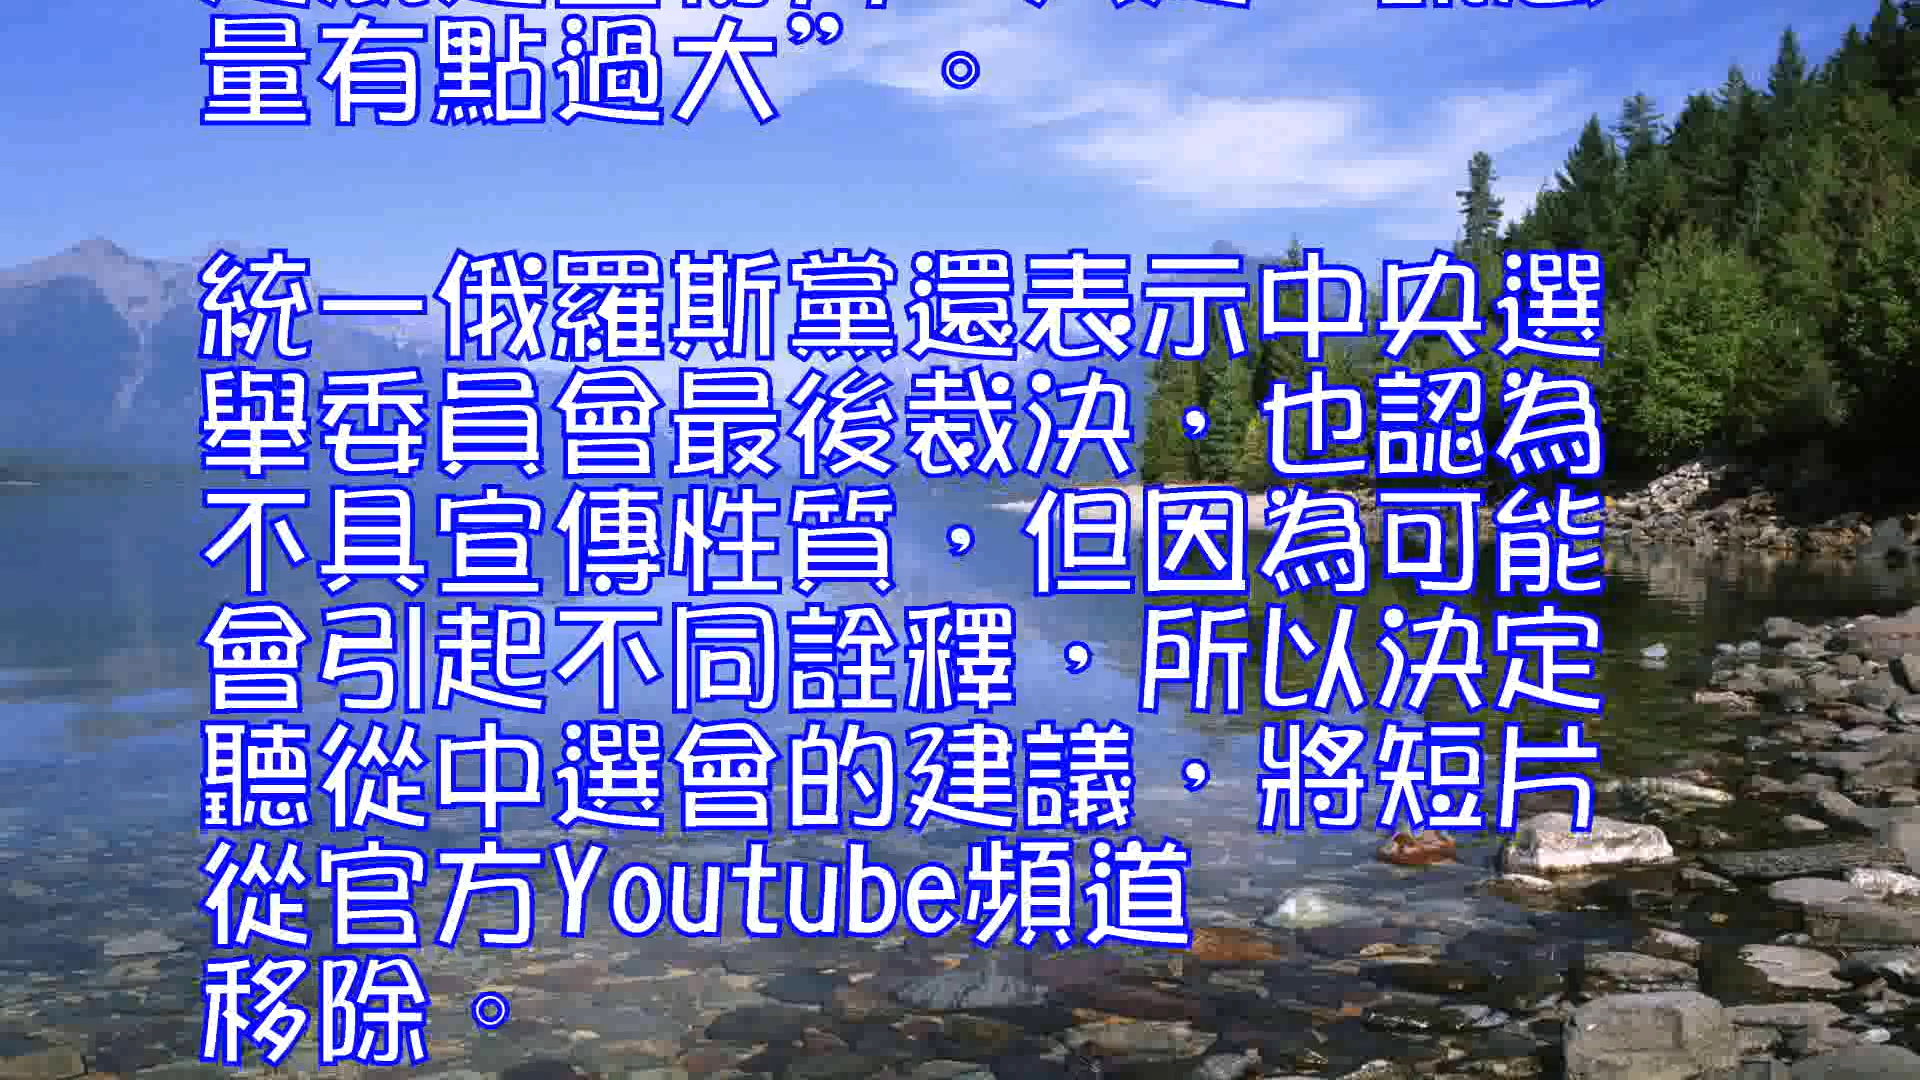 量有點過大”。
統一俄羅斯黨還表示中央選
舉委員會最後裁決，也認為
不具宣傳性質，但因為可能
會引起不同詮釋，所以決定
聽從中選會的建議，將短片
從官方Youtube頻道
移除。